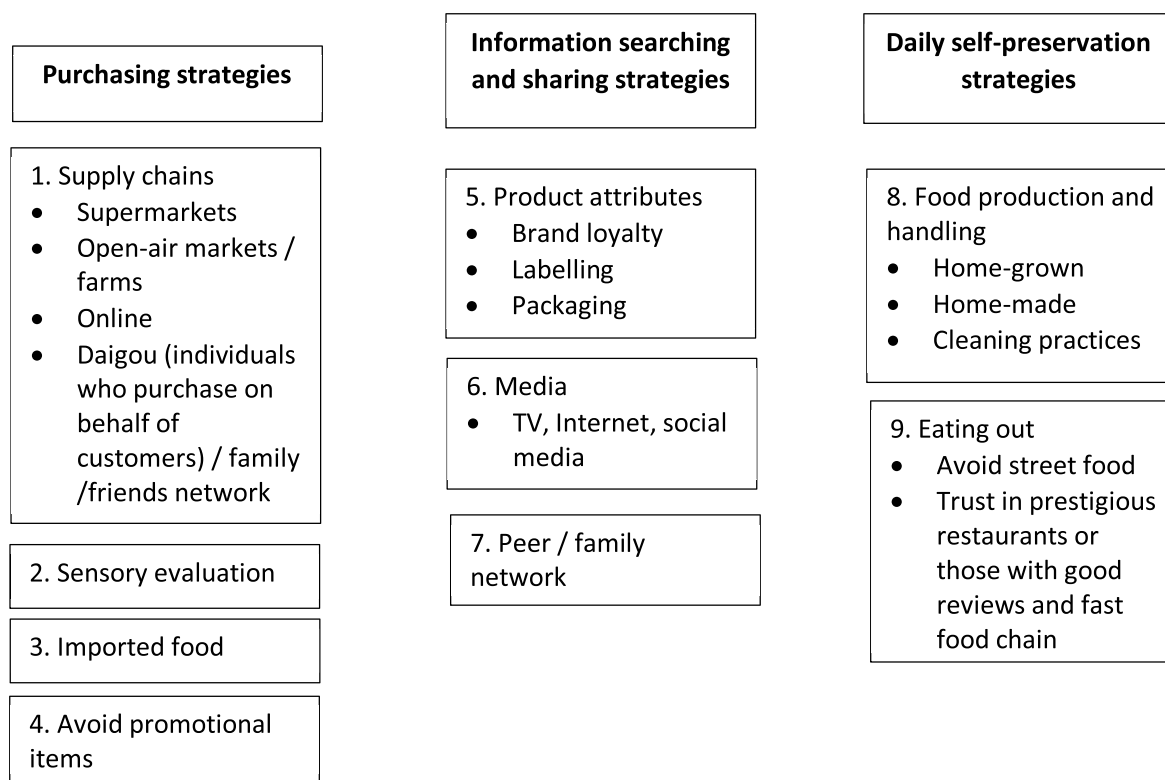 Purchasing strategies
1. Supply chains
• Supermarkets
• Open-air markets /
farms
• Online
• Daigou (individuals
who purchase on
behalf of
customers) / family
/friends network
2. Sensory evaluation
3. Imported food
4. Avoid promotional
items
Information searching
and sharing strategies
5. Product attributes
• Brand loyalty
• Labelling
• Packaging
6. Media
• TV, Internet, social
media
7. Peer / family
network
Daily self-preservation
strategies
8. Food production and
handling
• Home-grown
• Home-made
• Cleaning practices
9. Eating out
• Avoid street food
• Trust in prestigious
restaurants or
those with good
reviews and fast
food chain